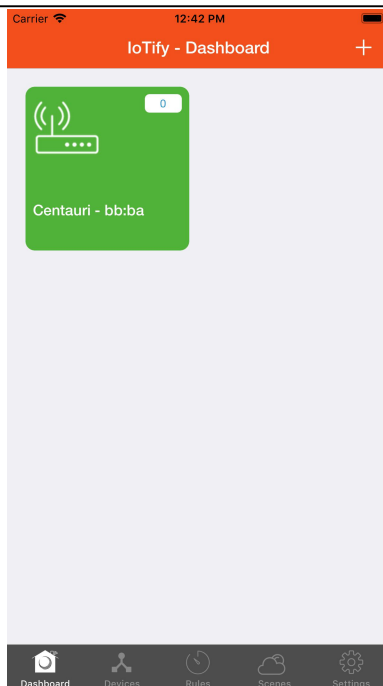 Carrier 12:42 PM
IoTify - Dashboard +
0
Centauri - bb:ba
Dashboard Devices Rules Scenes Settings